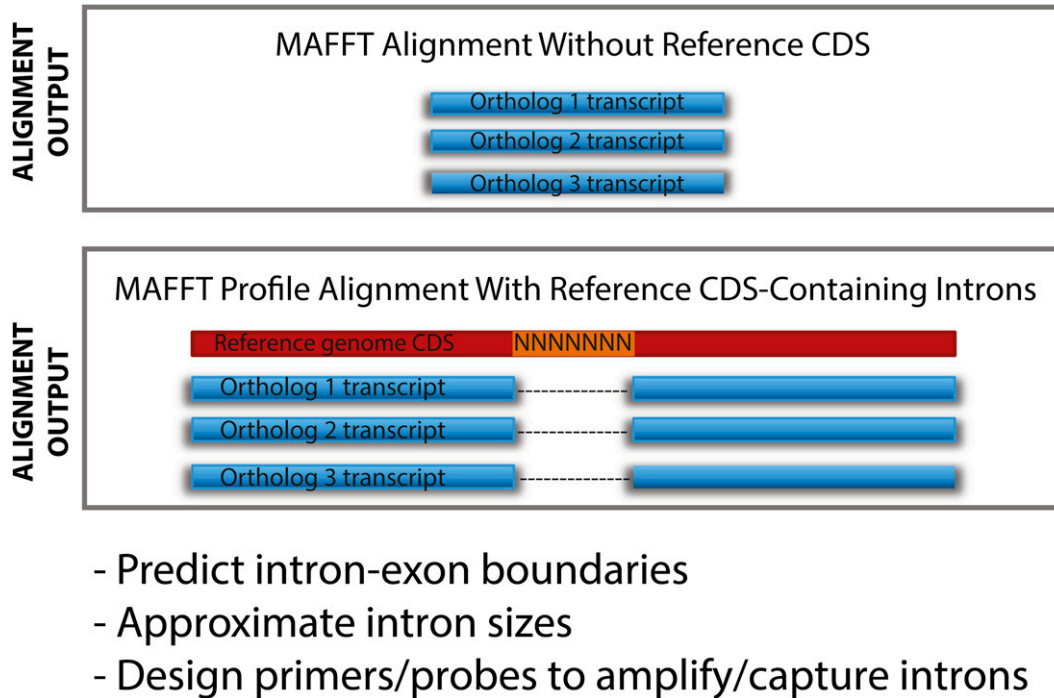 ALIGNMENT
OUTPUT
MAFFT Alignment Without Reference CDS
Ortholog 1 transcript
Ortholog 2 transcript
Ortholog 3 transcript
ALIGNMENT
OUTPUT
MAFFT Profile Alignment With Reference CDS-Containing Introns
Reference genome CDS NNNNNNN
Ortholog 1 transcript
Ortholog 2 transcript
Ortholog 3 transcript
- Predict intron-exon boundaries
- Approximate intron sizes
- Design primers/probes to amplify/capture introns